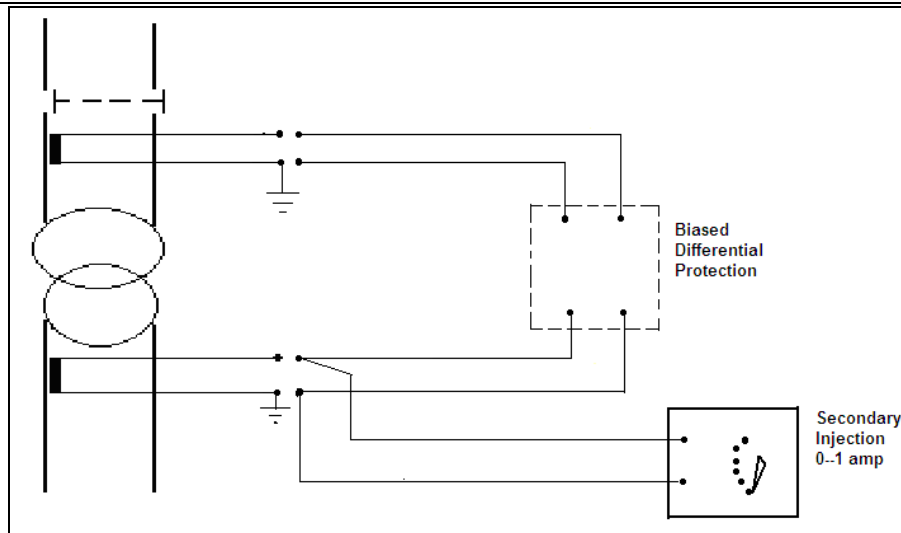 Biased
Differential
Protection
Secondary
Injection
0--1 amp